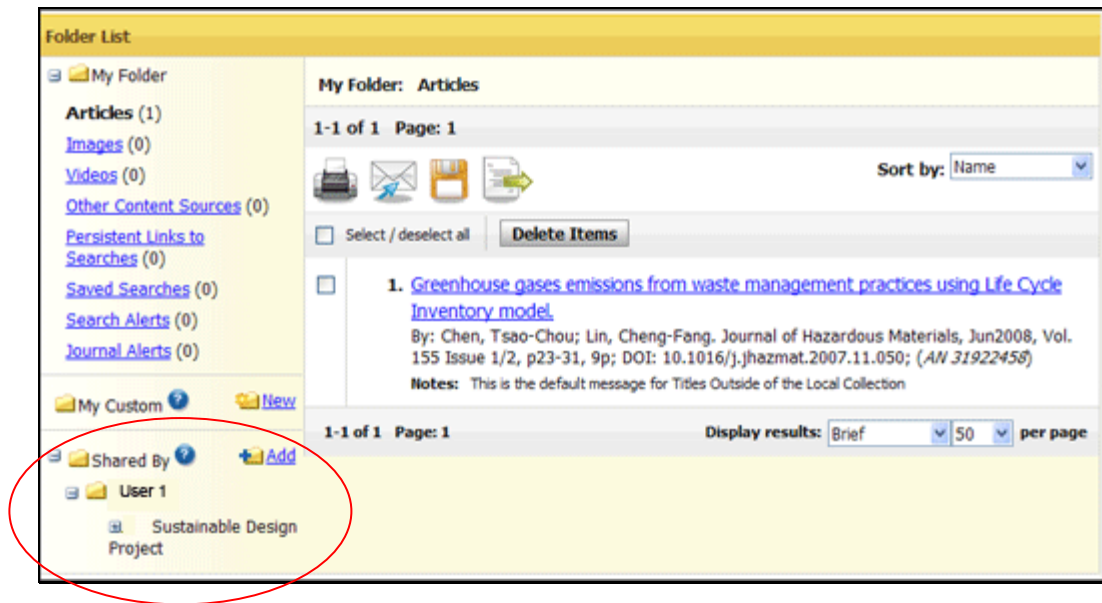 Folder List
My Folder
Articles (1)
Images (0)
Videos (0)
Other Content Sources (0)
Persistent Links to
Searches (0)
Saved Searches (0)
Search Alerts (0)
Journal Alerts (0)
My Custom ? New
Shared By ? Add
User 1
Sustainable Design
Project
My Folder: Articles
1-1 of 1 Page: 1
Sort by: Name
Select / deselect all Delete Items
1. Greenhouse gases emissions from waste management practices using Life Cycle
Inventory model.
By: Chen, Tsao-Chou; Lin, Cheng-Fang. Journal of Hazardous Materials, Jun2008, Vol.
155 Issue 1/2, p23-31, 9p; DOI: 10.1016/j.jhazmat.2007.11.050; (AN 31922458)
Notes: This is the default message for Titles Outside of the Local Collection
1-1 of 1 Page: 1 Display results: Brief 50 per page